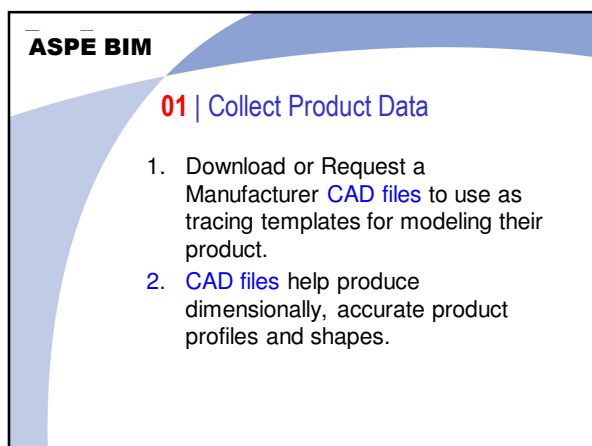 ASPE BIM
01 | Collect Product Data
1. Download or Request a
Manufacturer CAD files to use as
tracing templates for modeling their
product.
2. CAD files help produce
dimensionally, accurate product
profiles and shapes.